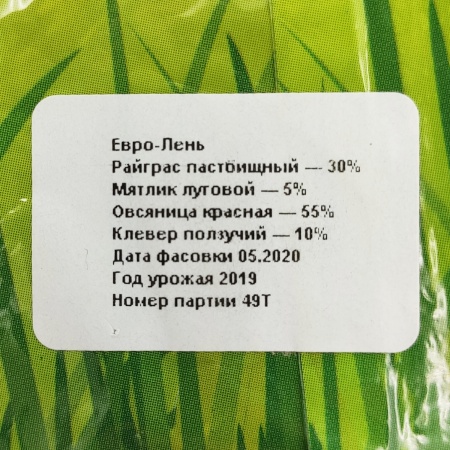 Евро-Лень
Райграс пастбищный — 30%
Мятлик луговой — 5%
Овсяница красная — 55%
Клевер ползучий — 10%
Дата фасовки 05.2020
Год урожая 2019
Номер партии 49Т